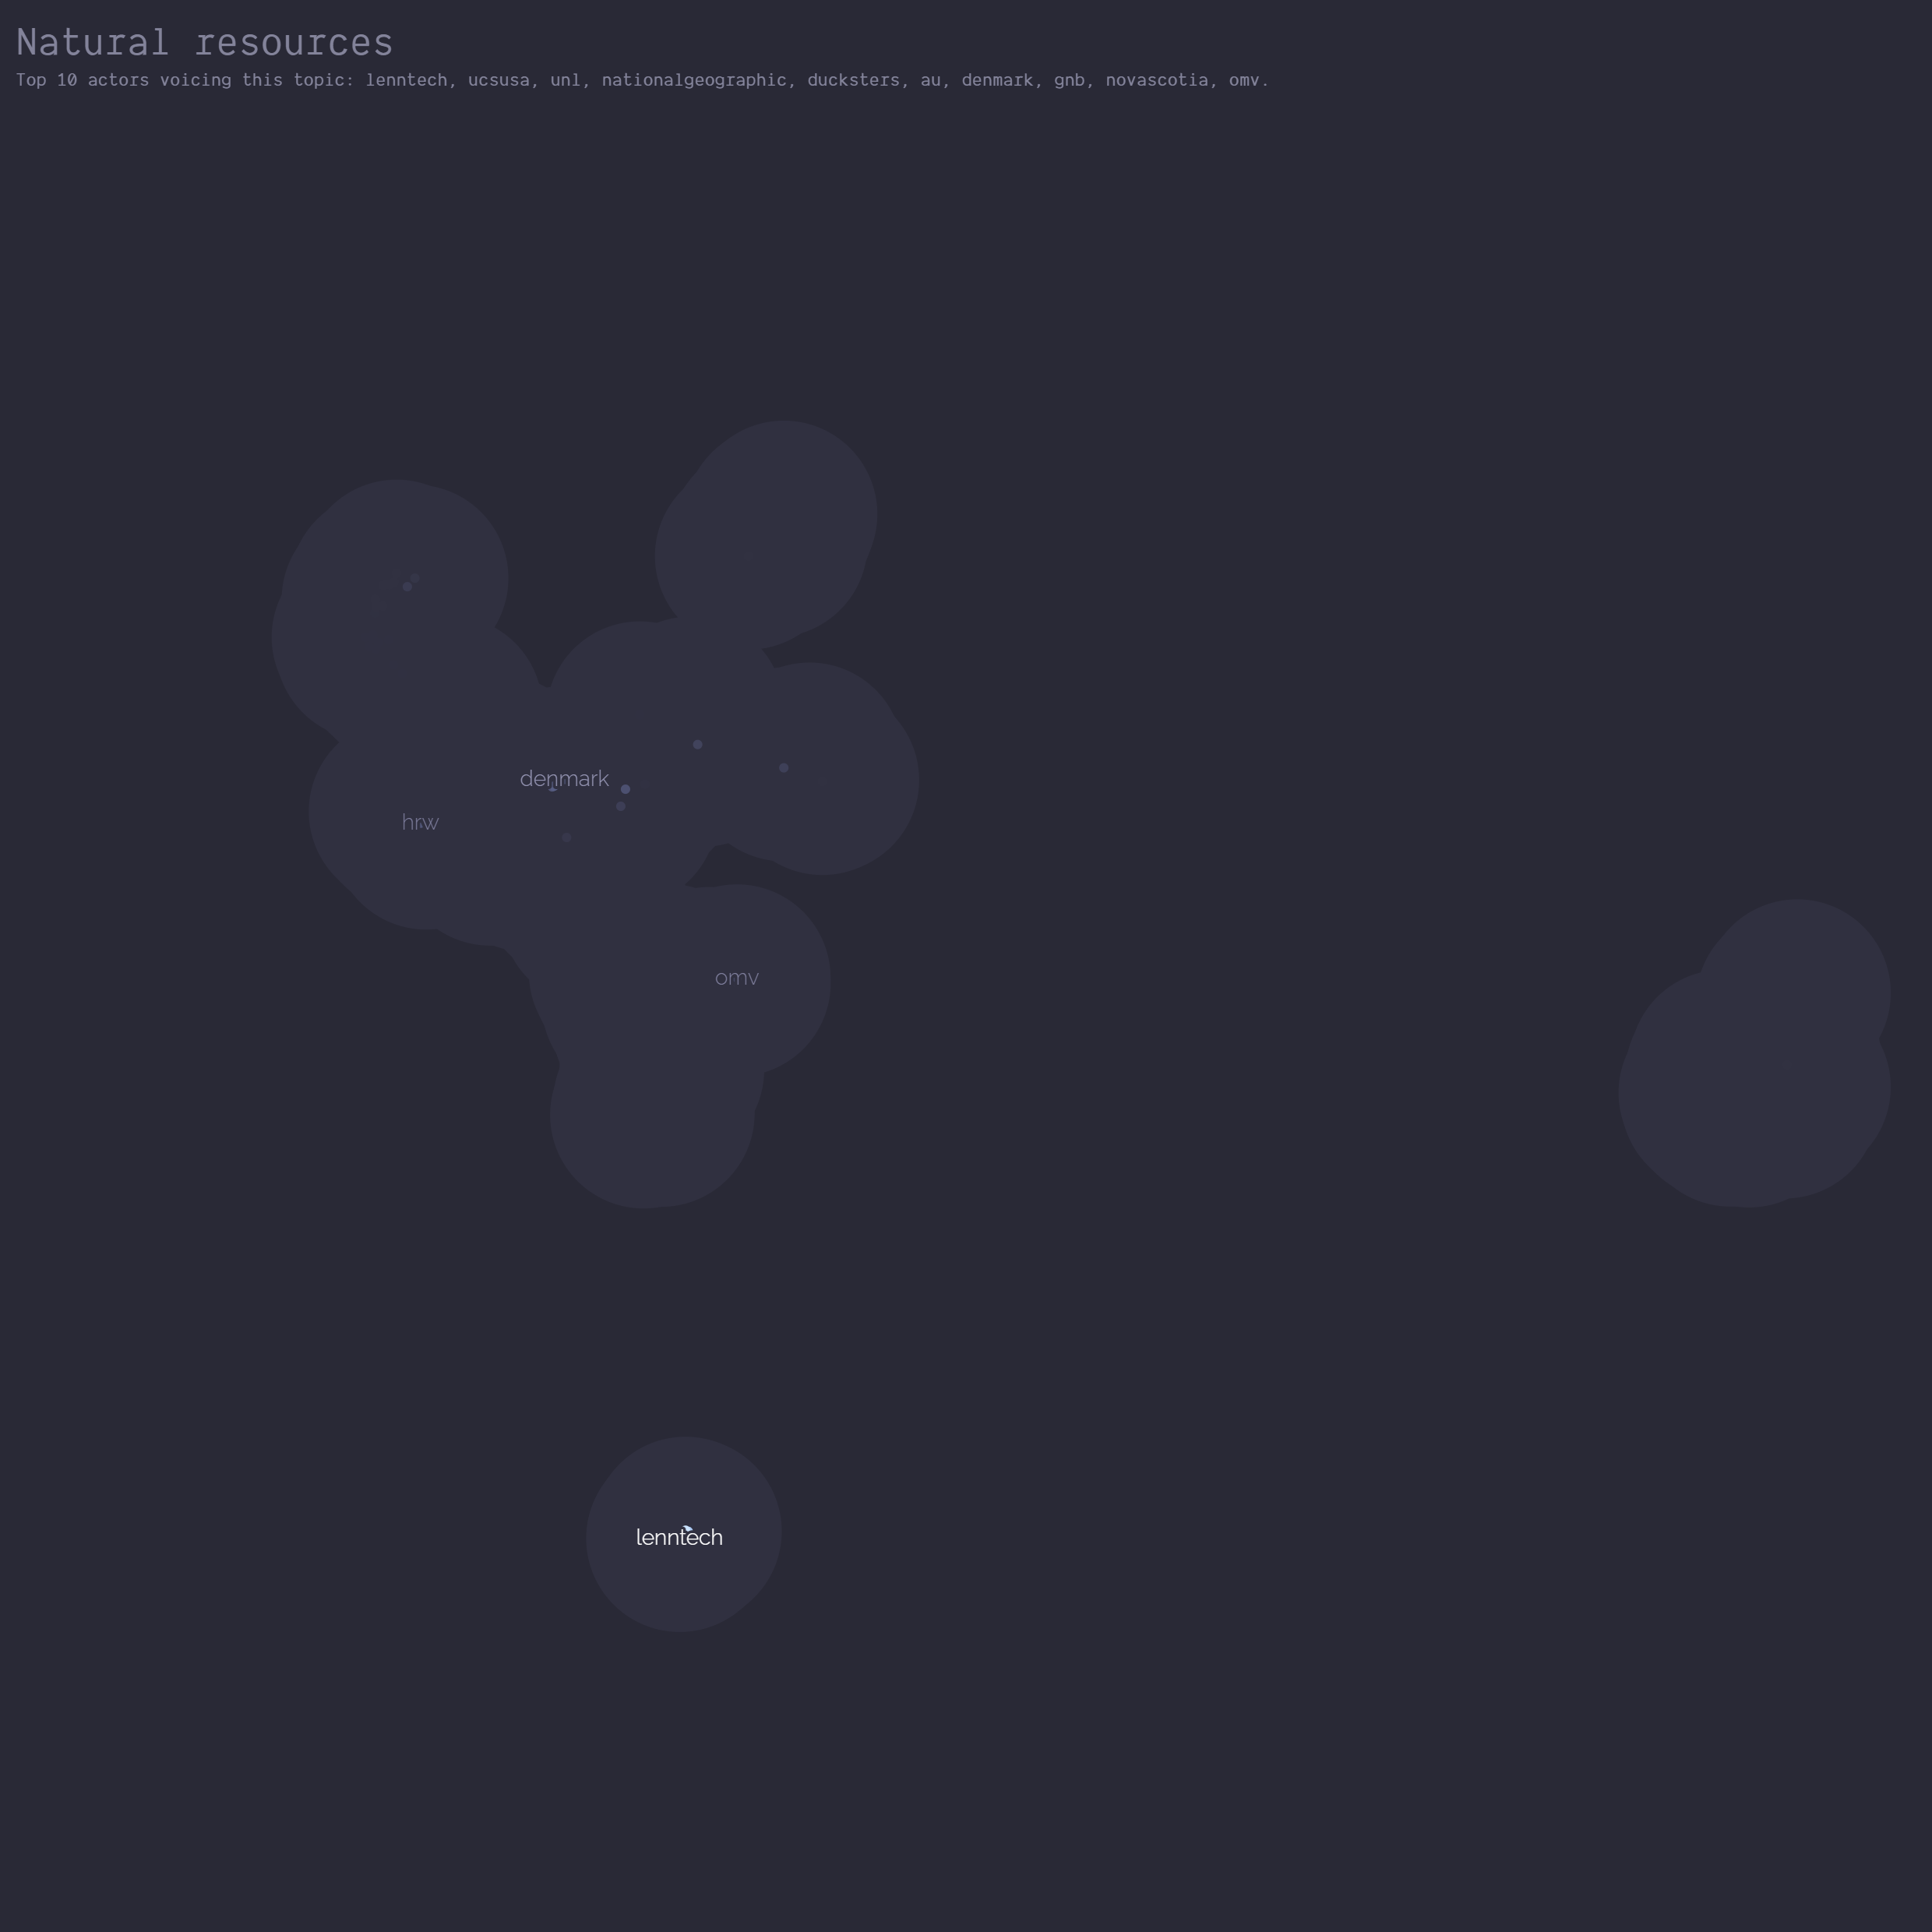 Natural resources
Top 10 actors voicing this topic: lenntech, ucsusa, unl, nationalgeographic, ducksters, au, denmark, gnb, novascotia, omv.
denmark
hrw
omv
lenntech